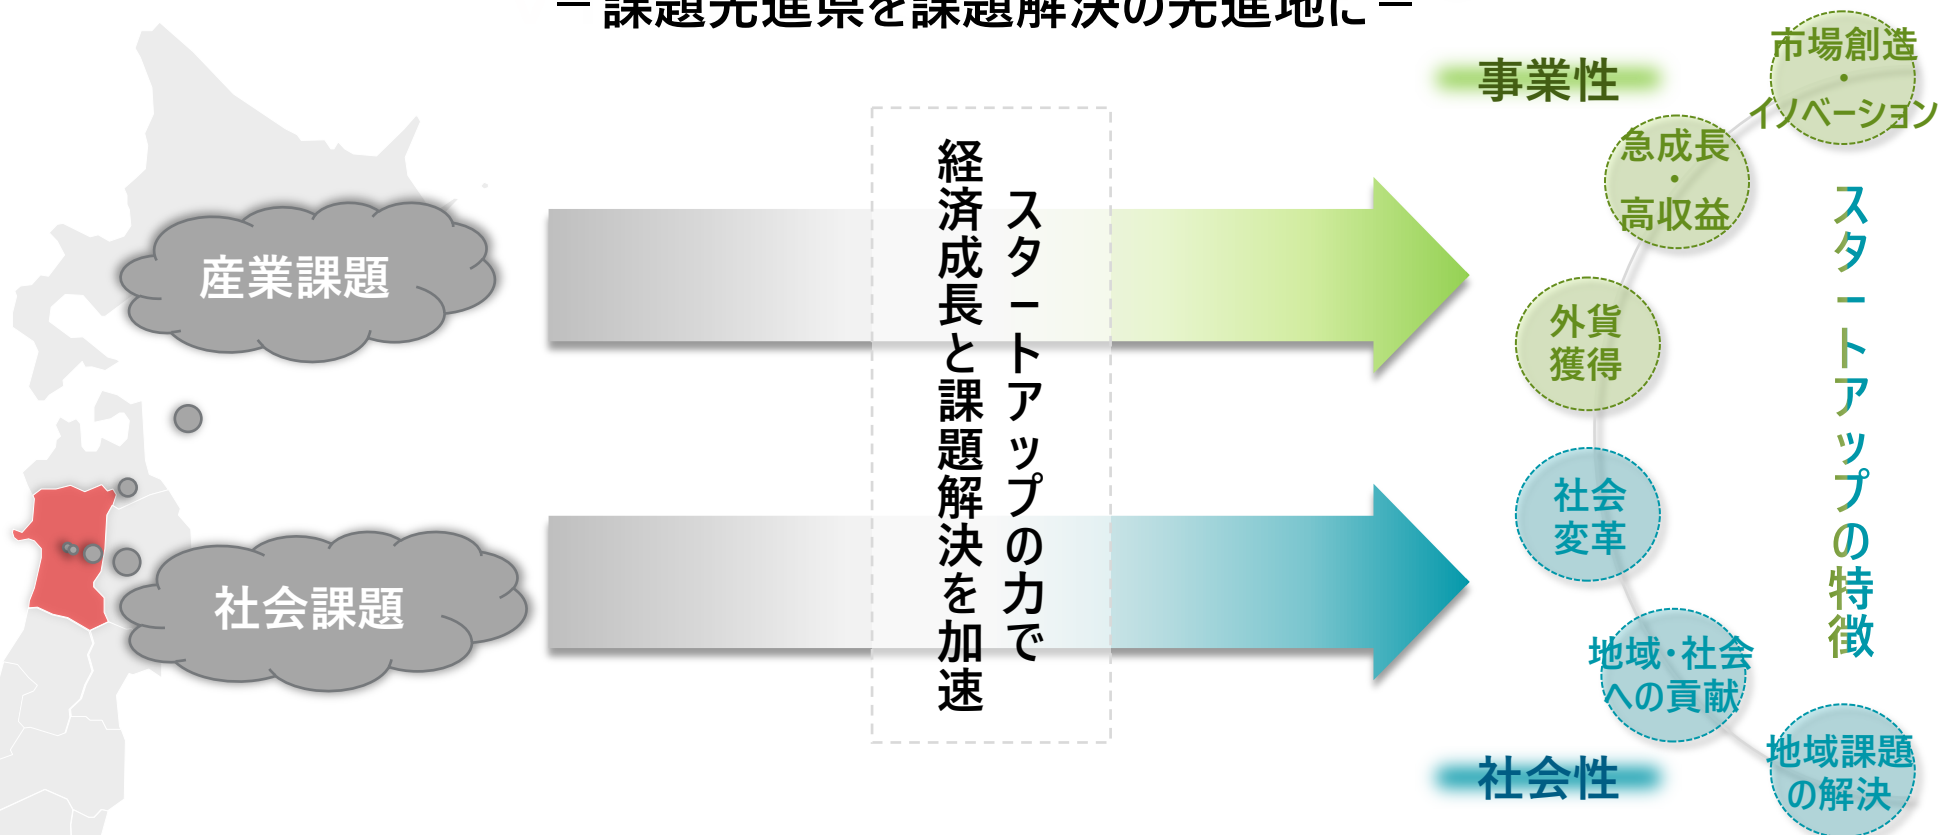 －課題先進県を課題解決の先進地に－
産業課題
社会課題
スタートアップの力で
経済成長と課題解決を加速
事業性
市場創造
・
イノベーション
急成長
・
高収益
外貨
獲得
社会
変革
地域・社会
への貢献
地域課題
の解決
社会性
スタートアップの特徴